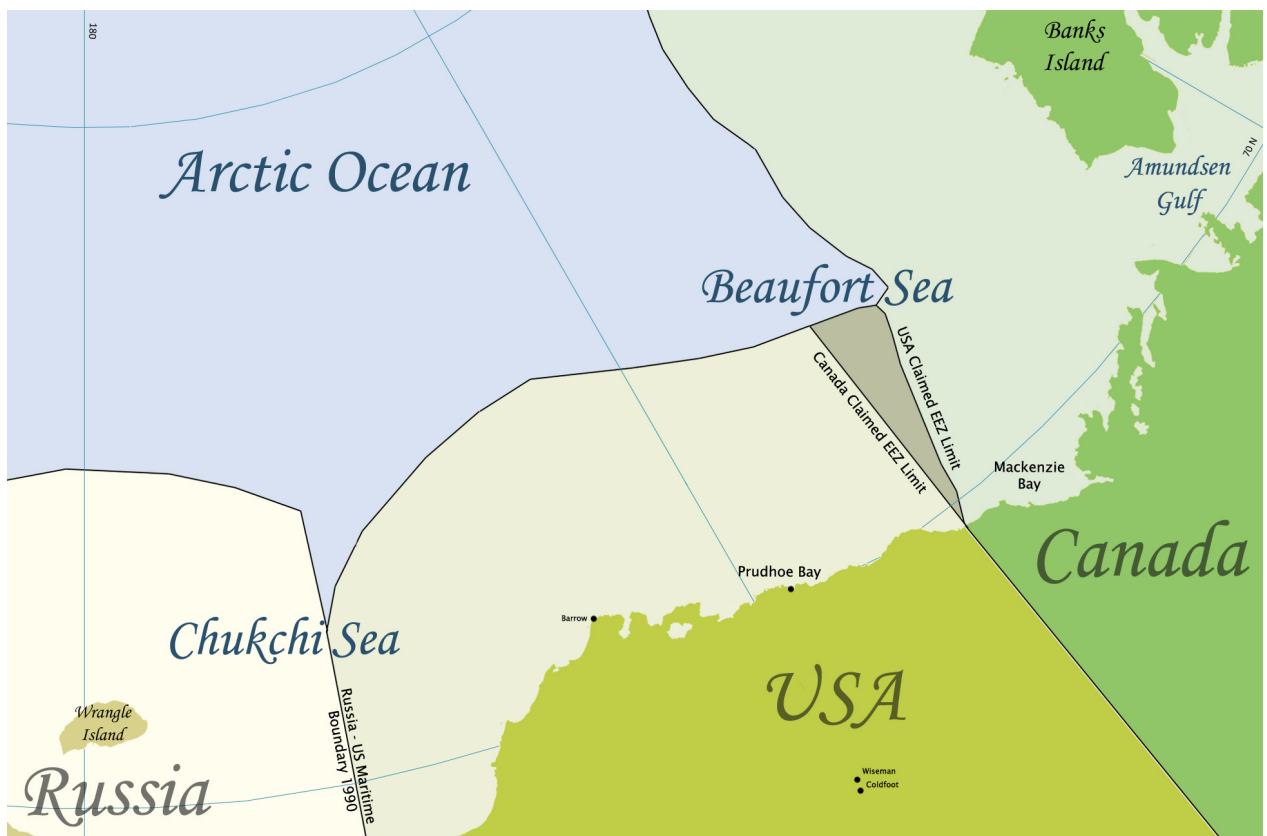 180
Banks
Island
Arctic Ocean
70 N
Amundsen
Gulf
Beaufort Sea
USA Claimed EEZ Limit
Canada Claimed EEZ Limit
Mackenzie
Bay
Canada
Prudhoe Bay
Barrow
Chukchi Sea
USA
Russia - US Maritime
Boundary 1990
Wrangle
Island
Russia
Wiseman
Coldfoot